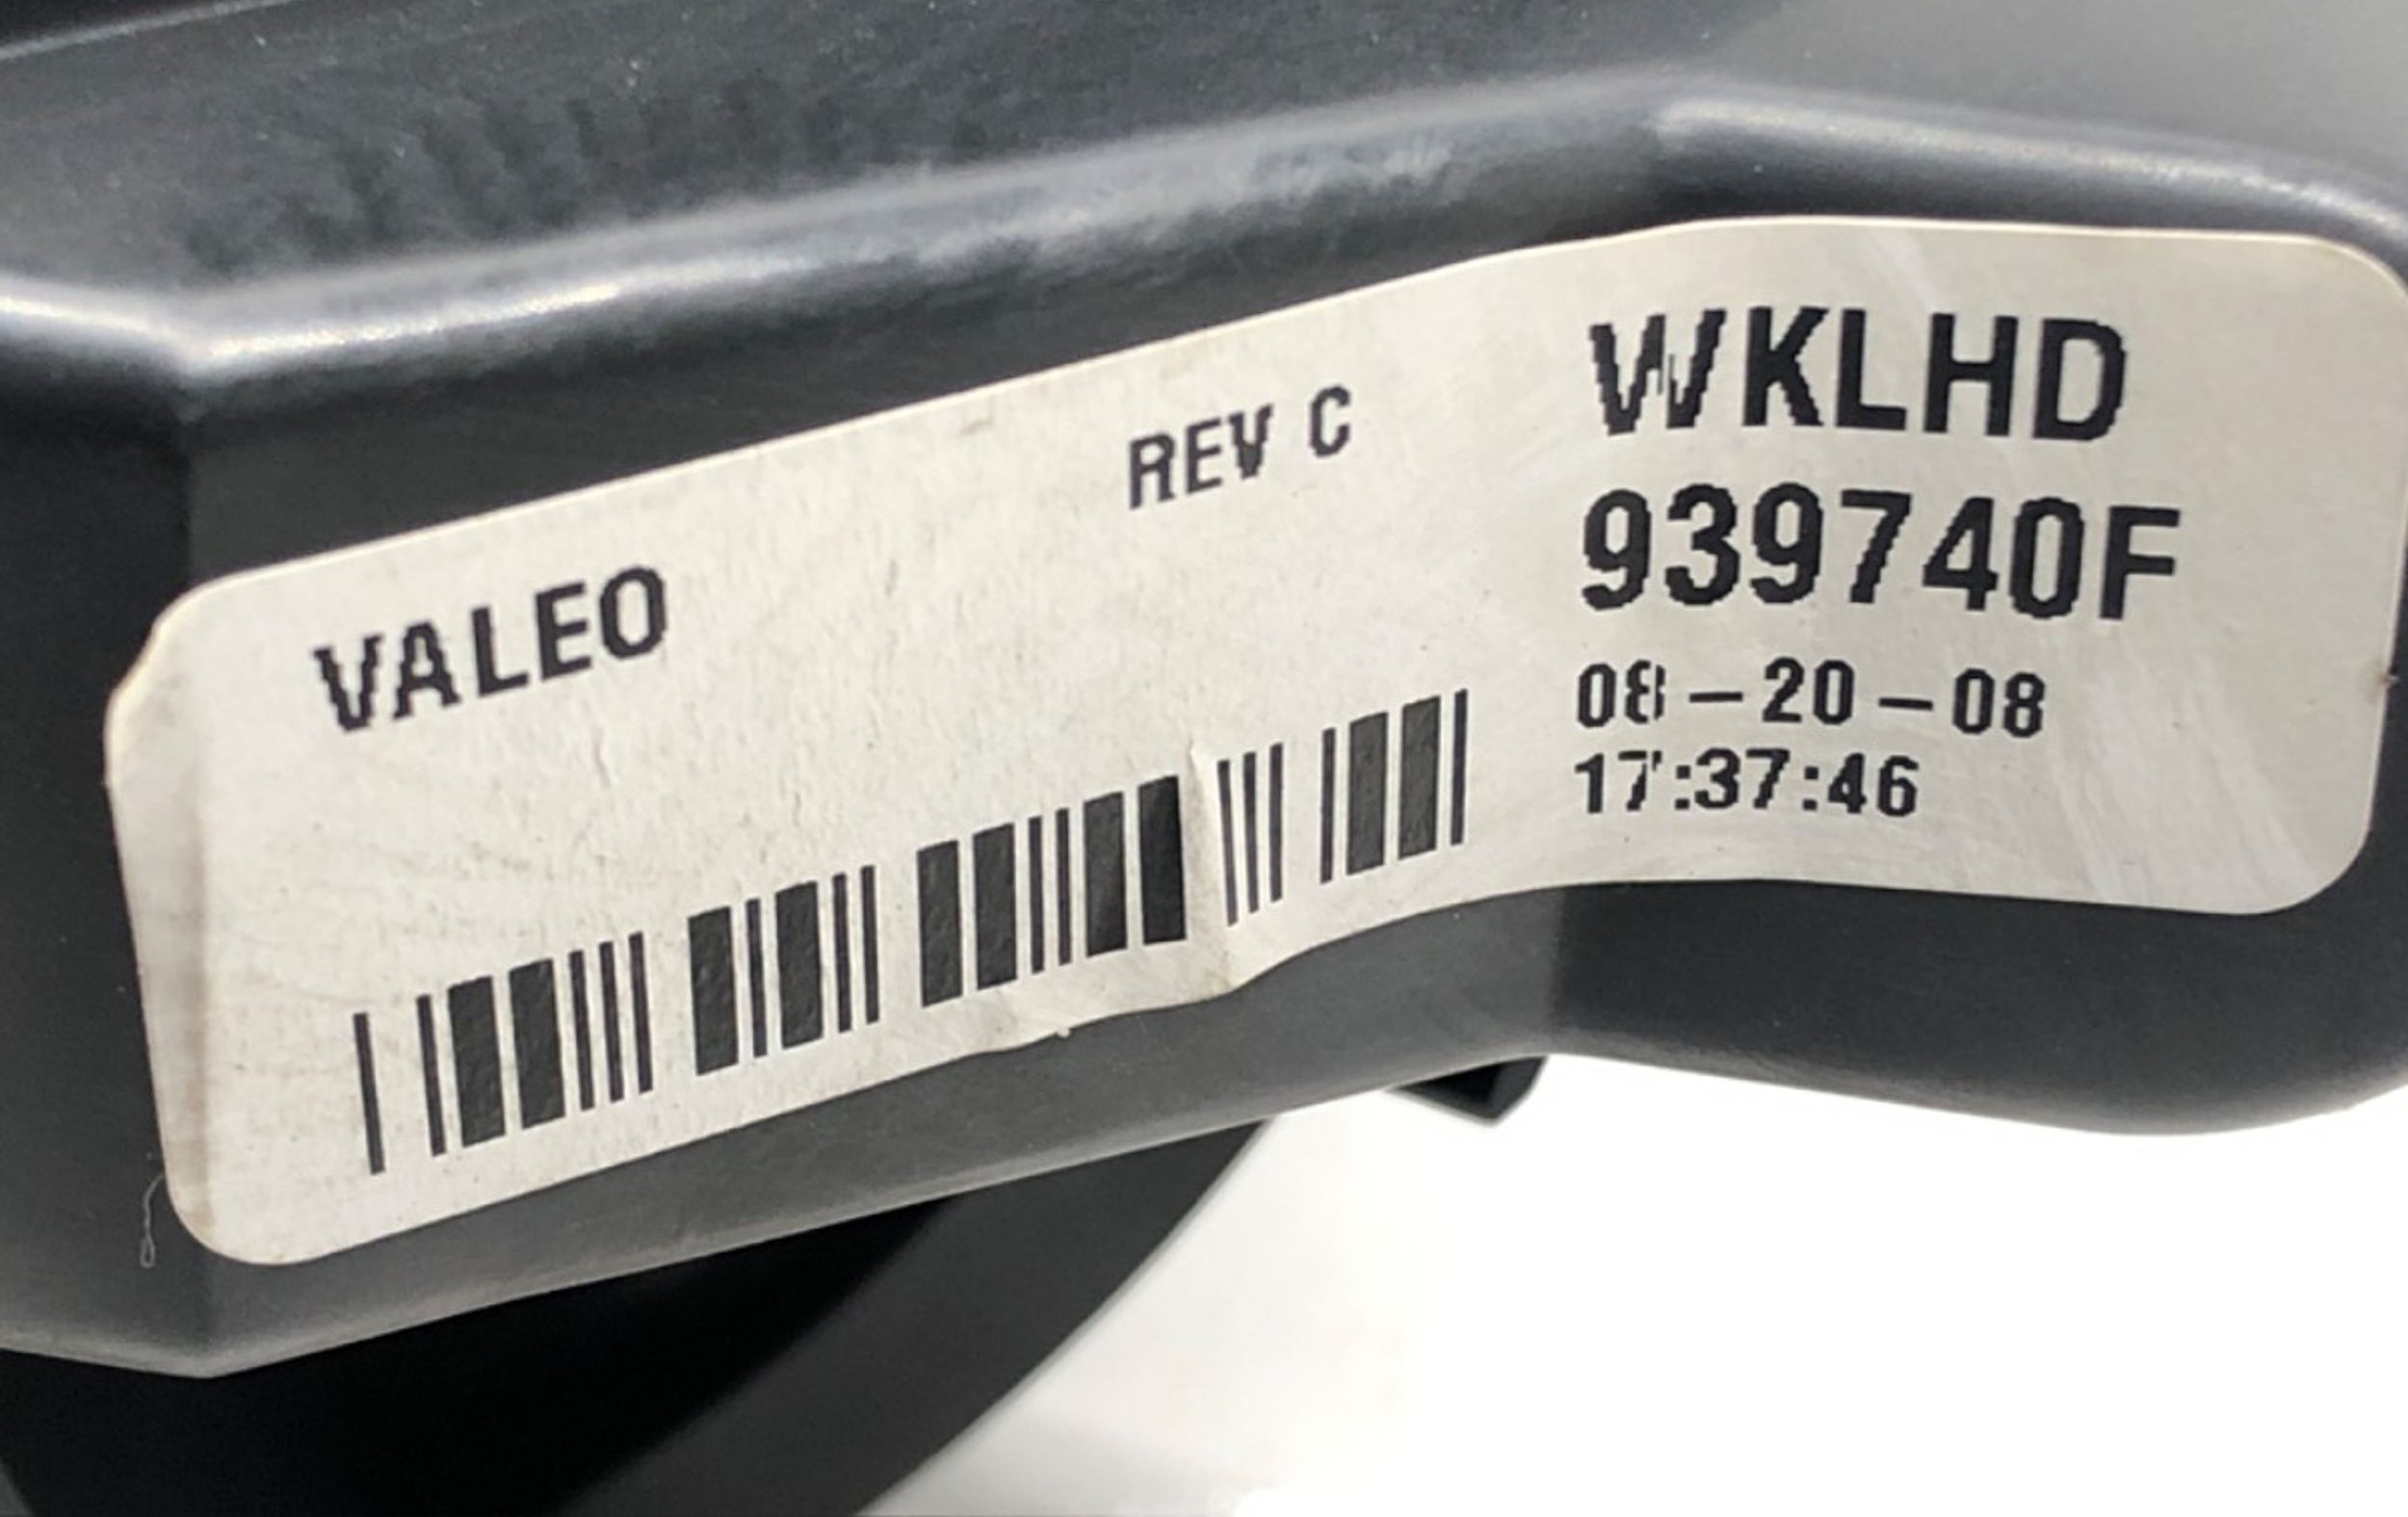 VALEO REV C
WKLHD
939740F
08-20-08
17:37:46